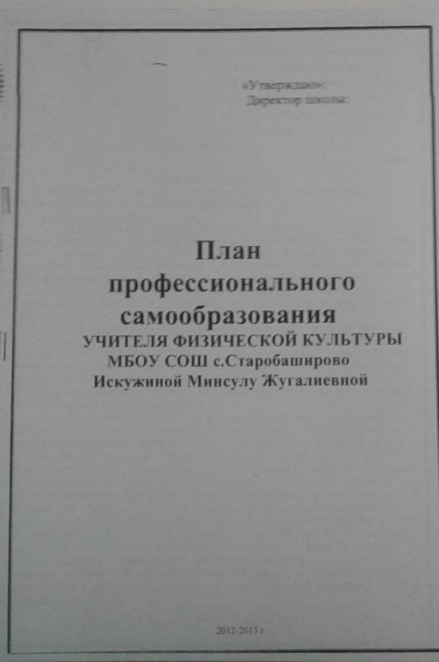 «Утверждаю»:
Директор школы:
План
профессионального
самообразования
УЧИТЕЛЯ ФИЗИЧЕСКОЙ КУЛЬТУРЫ
МБОУ СОШ с.Старобаширово
Искужиной Минсулу Жугалиевной
2012-2013 г